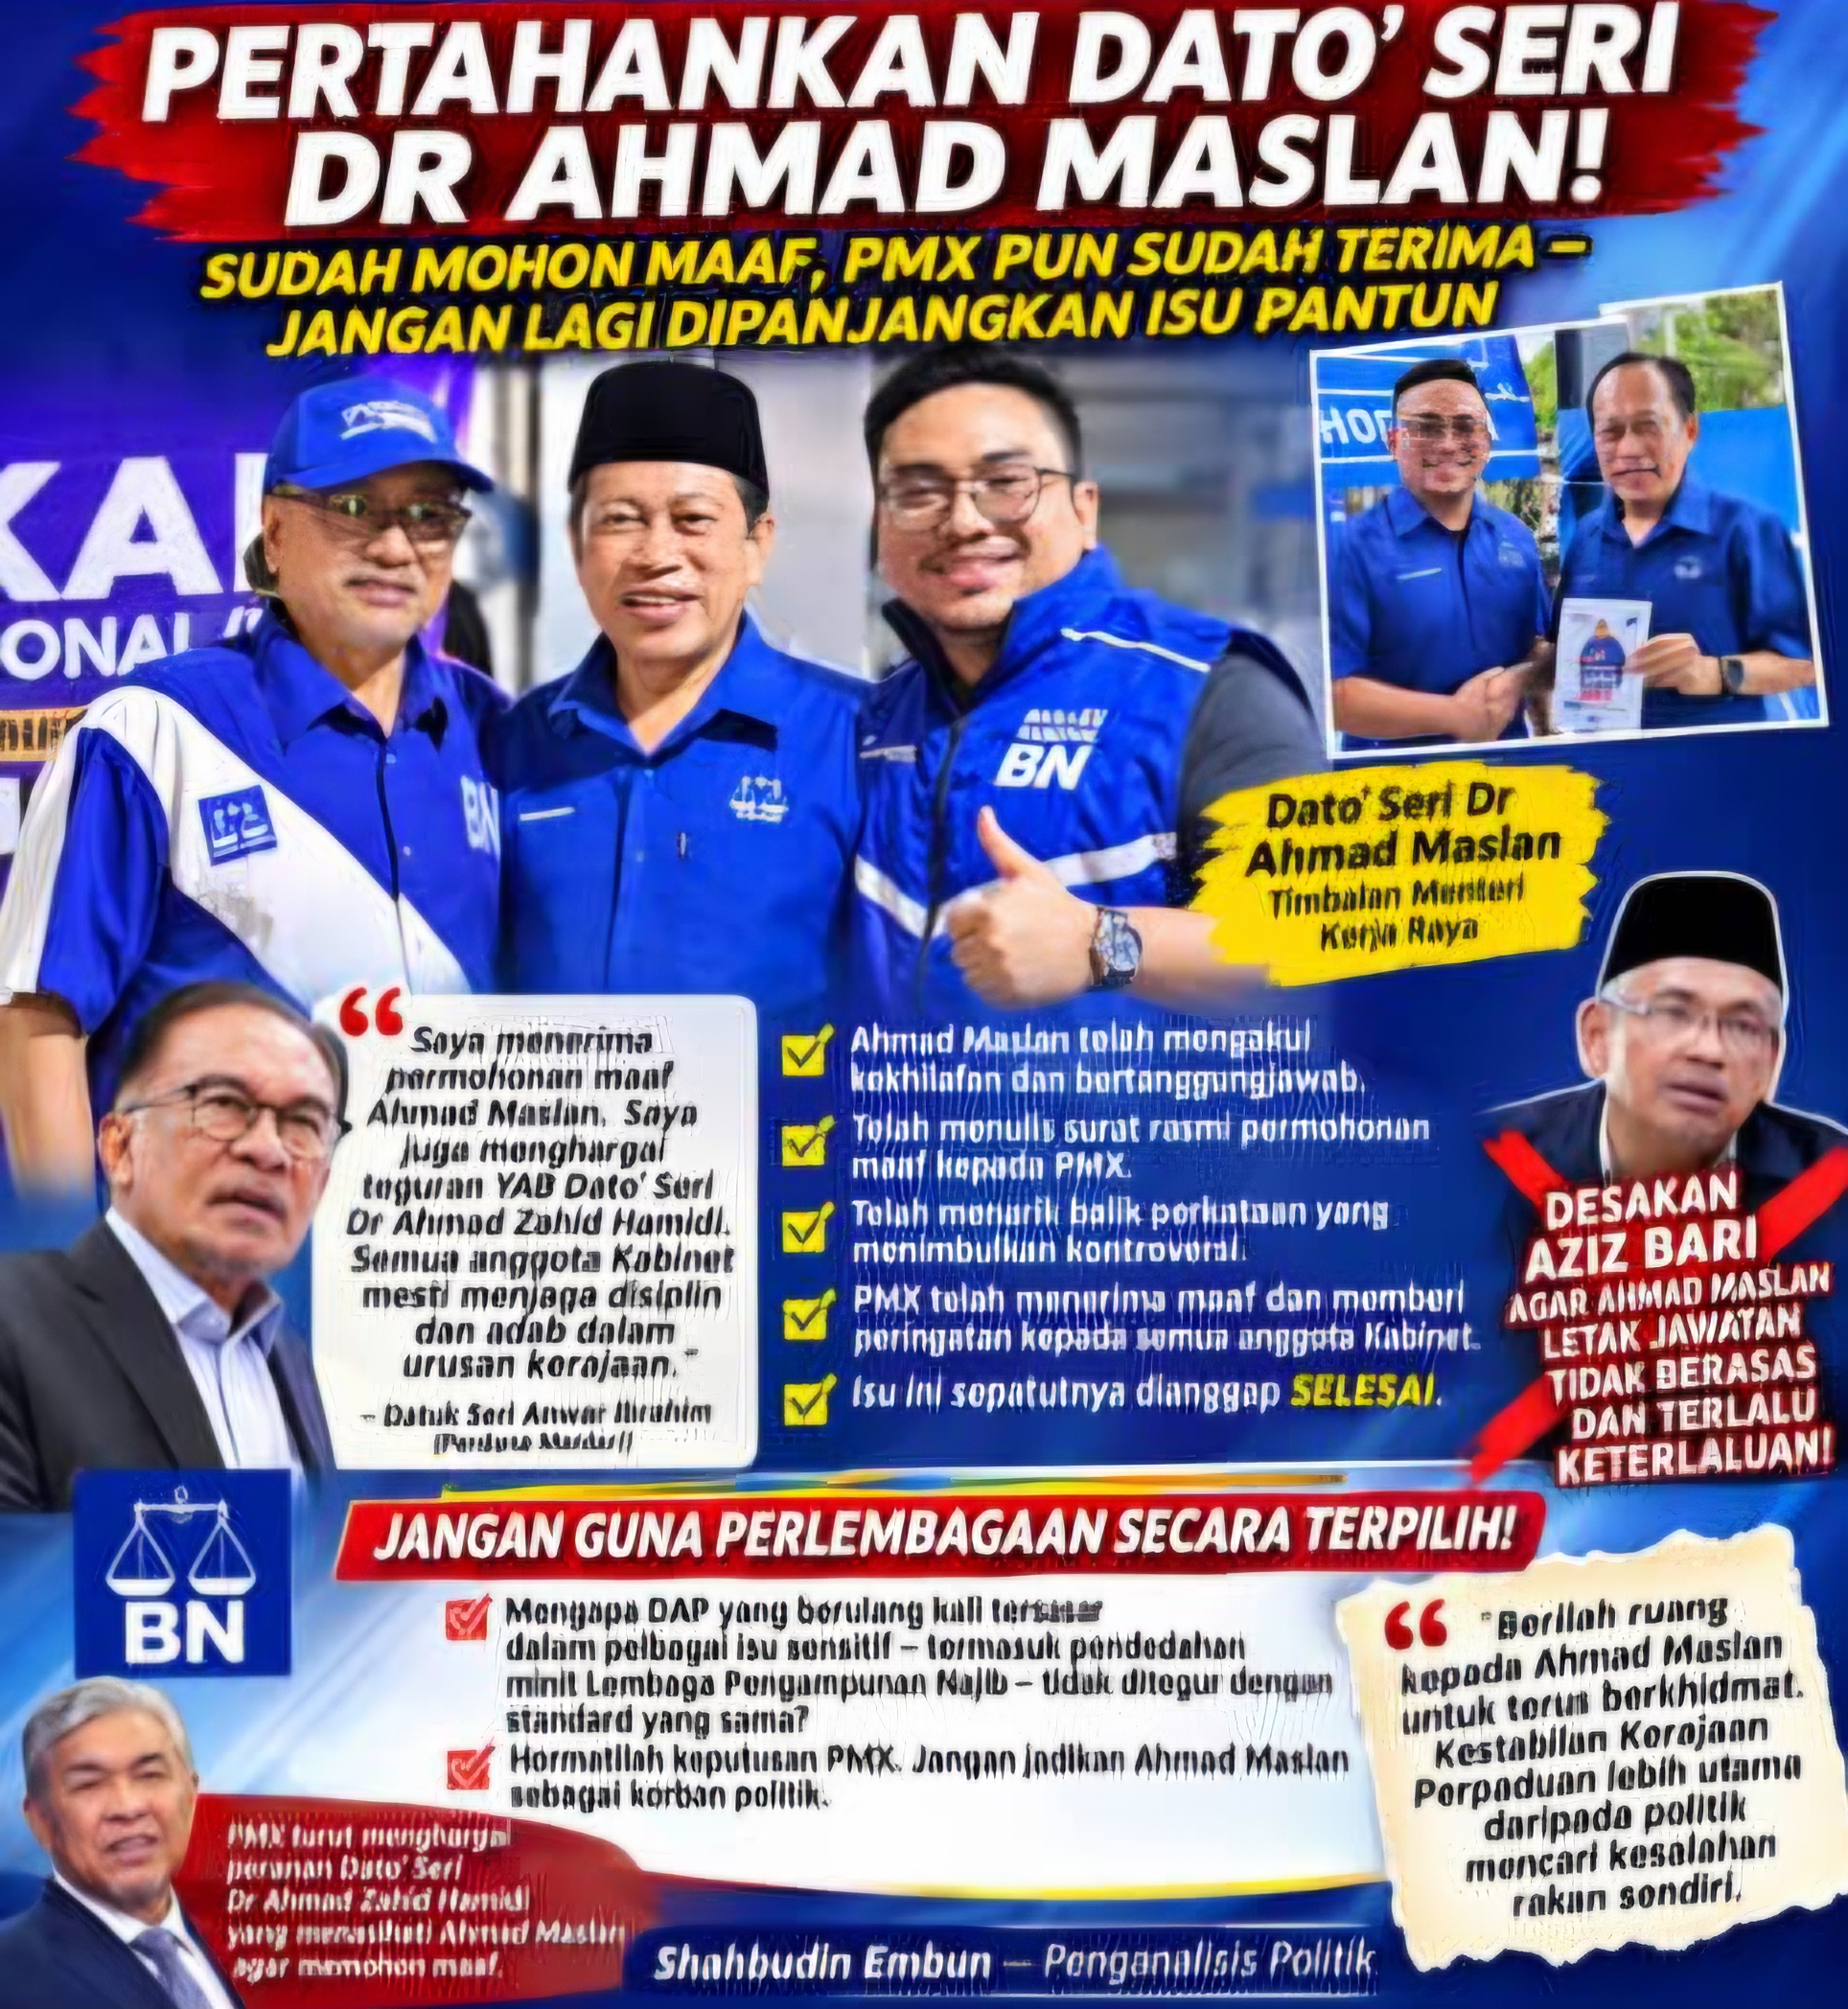 PERTAHANKAN DATO' SERI
DR AHMAD MASLAN!
SUDAH MOHON MAAF, PMX PUN SUDAH TERIMA –
JANGAN LAGI DIPANJANGKAN ISU PANTUN
KA
ONAL
BN
BN
Dato' Seri Dr
Ahmad Maslan
Timbalan Menteri
Kerja Raya
“ Saya menerima
permohonan maaf
Ahmad Maslan. Saya
juga menghargai
teguran YAB Dato' Seri
Dr Ahmad Zahid Hamidi.
Semua anggota Kabinet
mesti menjaga disiplin
dan adab dalam
urusan kerajaan."
– Datuk Seri Anwar Ibrahim
Ahmad Maslan telah mengakui
kekhilafan dan bertanggungjawab.
Telah menulis surat rasmi permohonan
maaf kepada PMX.
Telah menarik balik perkataan yang
menimbulkan kontroversi.
PMX telah menerima maaf dan memberi
peringatan kepada semua anggota Kabinet.
Isu ini sepatutnya dianggap SELESAI.
DESAKAN
AZIZ BARI
AGAR AHMAD MASLAN
LETAK JAWATAN
TIDAK BERASAS
DAN TERLALU
KETERLALUAN!
BN
JANGAN GUNA PERLEMBAGAAN SECARA TERPILIH!
Mengapa DAP yang berulang kali
dalam pelbagai isu sensitif – termasuk pendedahan
minit Lembaga Pengampunan Najib – tidak ditegur dengan
standard yang sama?
Hormatilah keputusan PMX. Jangan jadikan Ahmad Maslan
sebagai korban politik.
“ "Berilah ruang
kepada Ahmad Maslan
untuk terus berkhidmat.
Kestabilan Kerajaan
Perpaduan lebih utama
daripada politik
mencari kesalahan
rakan sendiri.
PMX turut menghargai
peranan Dato' Seri
Dr Ahmad Zahid Hamidi
yang menasihati Ahmad Maslan
agar memohon maaf.
Shahbudin Embun – Penganalisis Politik